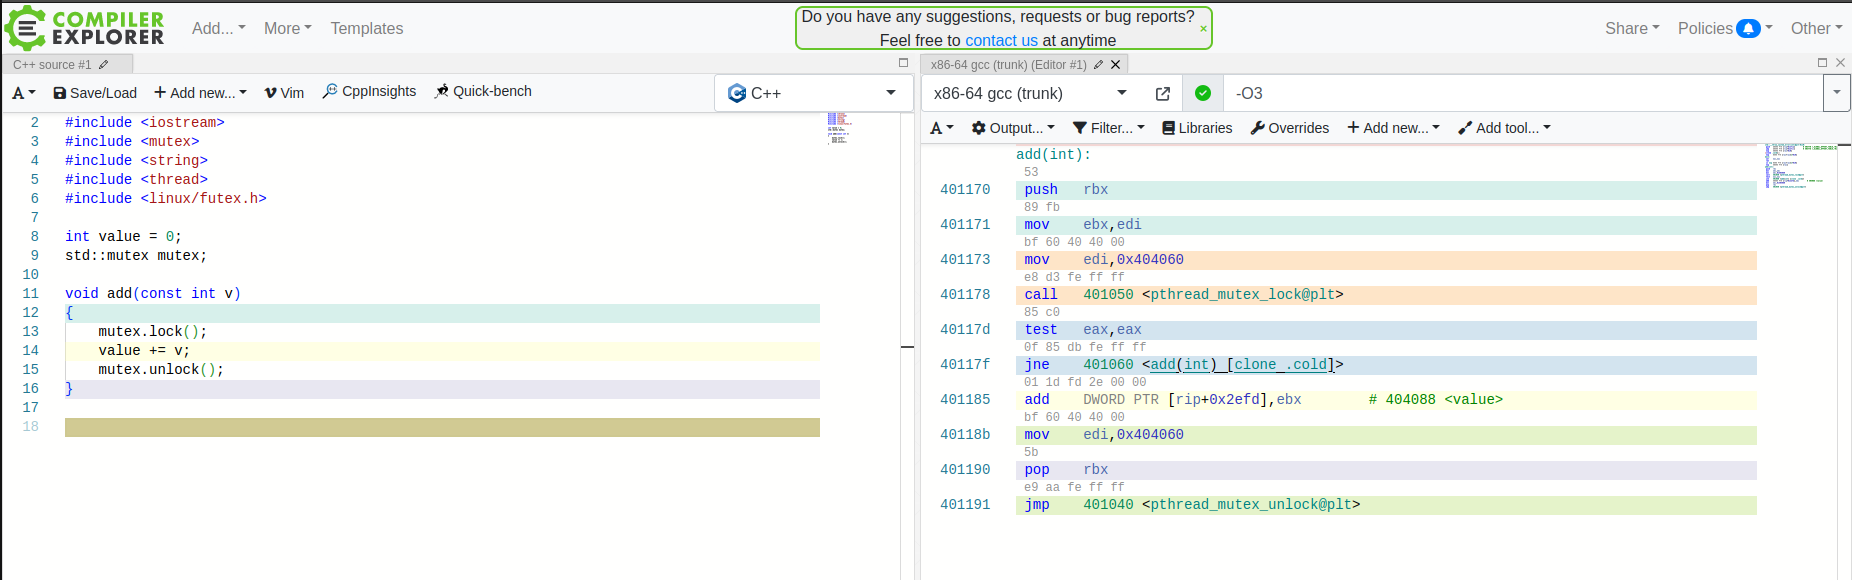 COMPILER
EXPLORER
Add...
More
Templates
Do you have any suggestions, requests or bug reports?
Feel free to contact us at anytime
×
Share
Policies
Other
C++ source #1
A
Save/Load
+ Add new...
Vim
CppInsights
Quick-bench
C++
2 #include <iostream>
3 #include <mutex>
4 #include <string>
5 #include <thread>
6 #include <linux/futex.h>
7
8 int value = 0;
9 std::mutex mutex;
10
11 void add(const int v)
12 {
13 mutex.lock();
14 value += v;
15 mutex.unlock();
16 }
17
18
x86-64 gcc (trunk) (Editor #1)
x86-64 gcc (trunk)
-O3
A
Output...
Filter...
Libraries
Overrides
+ Add new...
Add tool...
add(int):
53
401170 push rbx
89 fb
401171 mov ebx,edi
bf 60 40 40 00
401173 mov edi,0x404060
e8 d3 fe ff ff
401178 call 401050 <pthread_mutex_lock@plt>
85 c0
40117d test eax,eax
0f 85 db fe ff ff
40117f jne 401060 <add(int) [clone .cold]>
01 1d fd 2e 00 00
401185 add DWORD PTR [rip+0x2efd],ebx # 404088 <value>
bf 60 40 40 00
40118b mov edi,0x404060
5b
401190 pop rbx
e9 aa fe ff ff
401191 jmp 401040 <pthread_mutex_unlock@plt>